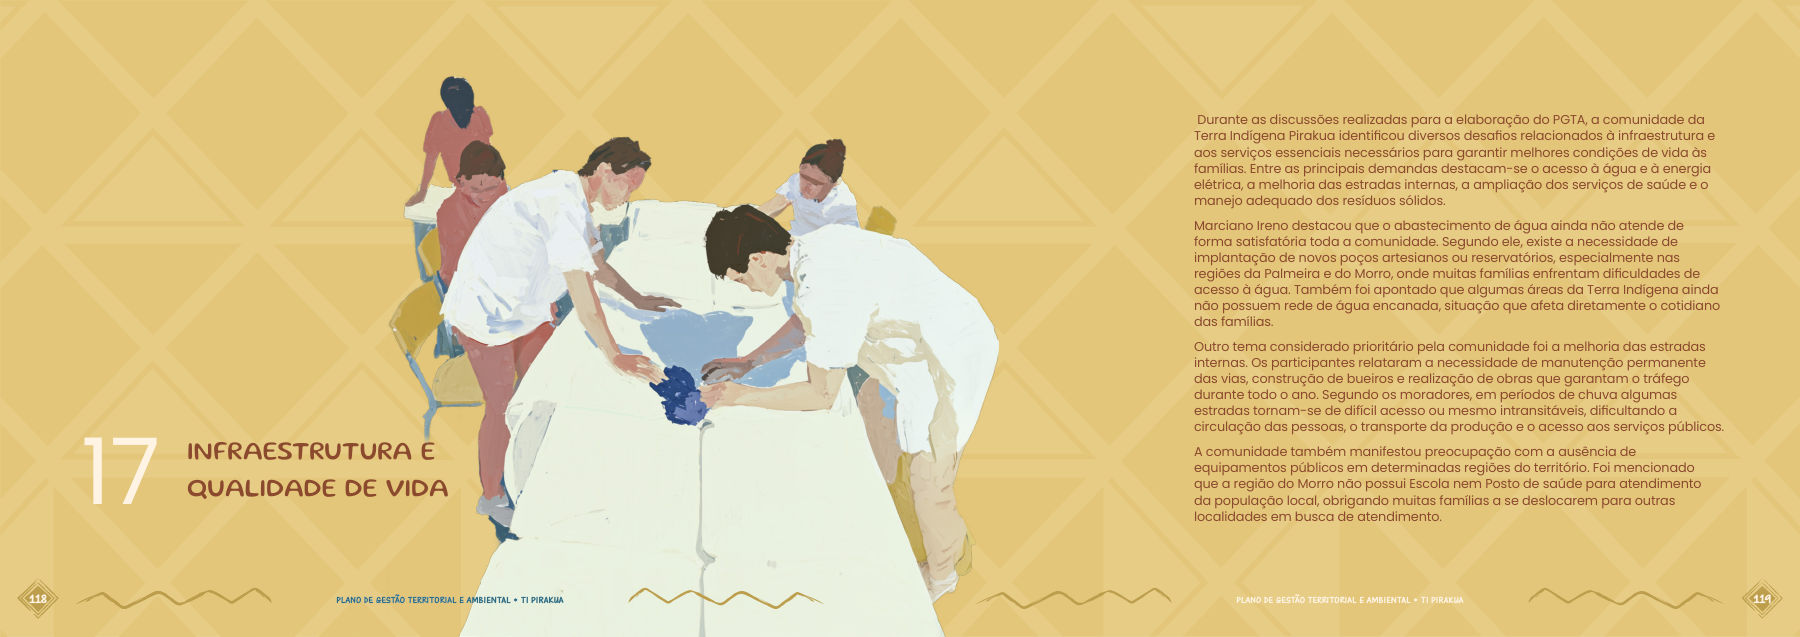 17
INFRAESTRUTURA E
QUALIDADE DE VIDA
118
PLANO DE GESTÃO TERRITORIAL E AMBIENTAL • TI PIRAKUA
Durante as discussões realizadas para a elaboração do PGTA, a comunidade da
Terra Indígena Pirakua identificou diversos desafios relacionados à infraestrutura e
aos serviços essenciais necessários para garantir melhores condições de vida às
famílias. Entre as principais demandas destacam-se o acesso à água e à energia
elétrica, a melhoria das estradas internas, a ampliação dos serviços de saúde e o
manejo adequado dos resíduos sólidos.
Marciano Ireno destacou que o abastecimento de água ainda não atende de
forma satisfatória toda a comunidade. Segundo ele, existe a necessidade de
implantação de novos poços artesianos ou reservatórios, especialmente nas
regiões da Palmeira e do Morro, onde muitas famílias enfrentam dificuldades de
acesso à água. Também foi apontado que algumas áreas da Terra Indígena ainda
não possuem rede de água encanada, situação que afeta diretamente o cotidiano
das famílias.
Outro tema considerado prioritário pela comunidade foi a melhoria das estradas
internas. Os participantes relataram a necessidade de manutenção permanente
das vias, construção de bueiros e realização de obras que garantam o tráfego
durante todo o ano. Segundo os moradores, em períodos de chuva algumas
estradas tornam-se de difícil acesso ou mesmo intransitáveis, dificultando a
circulação das pessoas, o transporte da produção e o acesso aos serviços públicos.
A comunidade também manifestou preocupação com a ausência de
equipamentos públicos em determinadas regiões do território. Foi mencionado
que a região do Morro não possui Escola nem Posto de saúde para atendimento
da população local, obrigando muitas famílias a se deslocarem para outras
localidades em busca de atendimento.
PLANO DE GESTÃO TERRITORIAL E AMBIENTAL • TI PIRAKUA
119